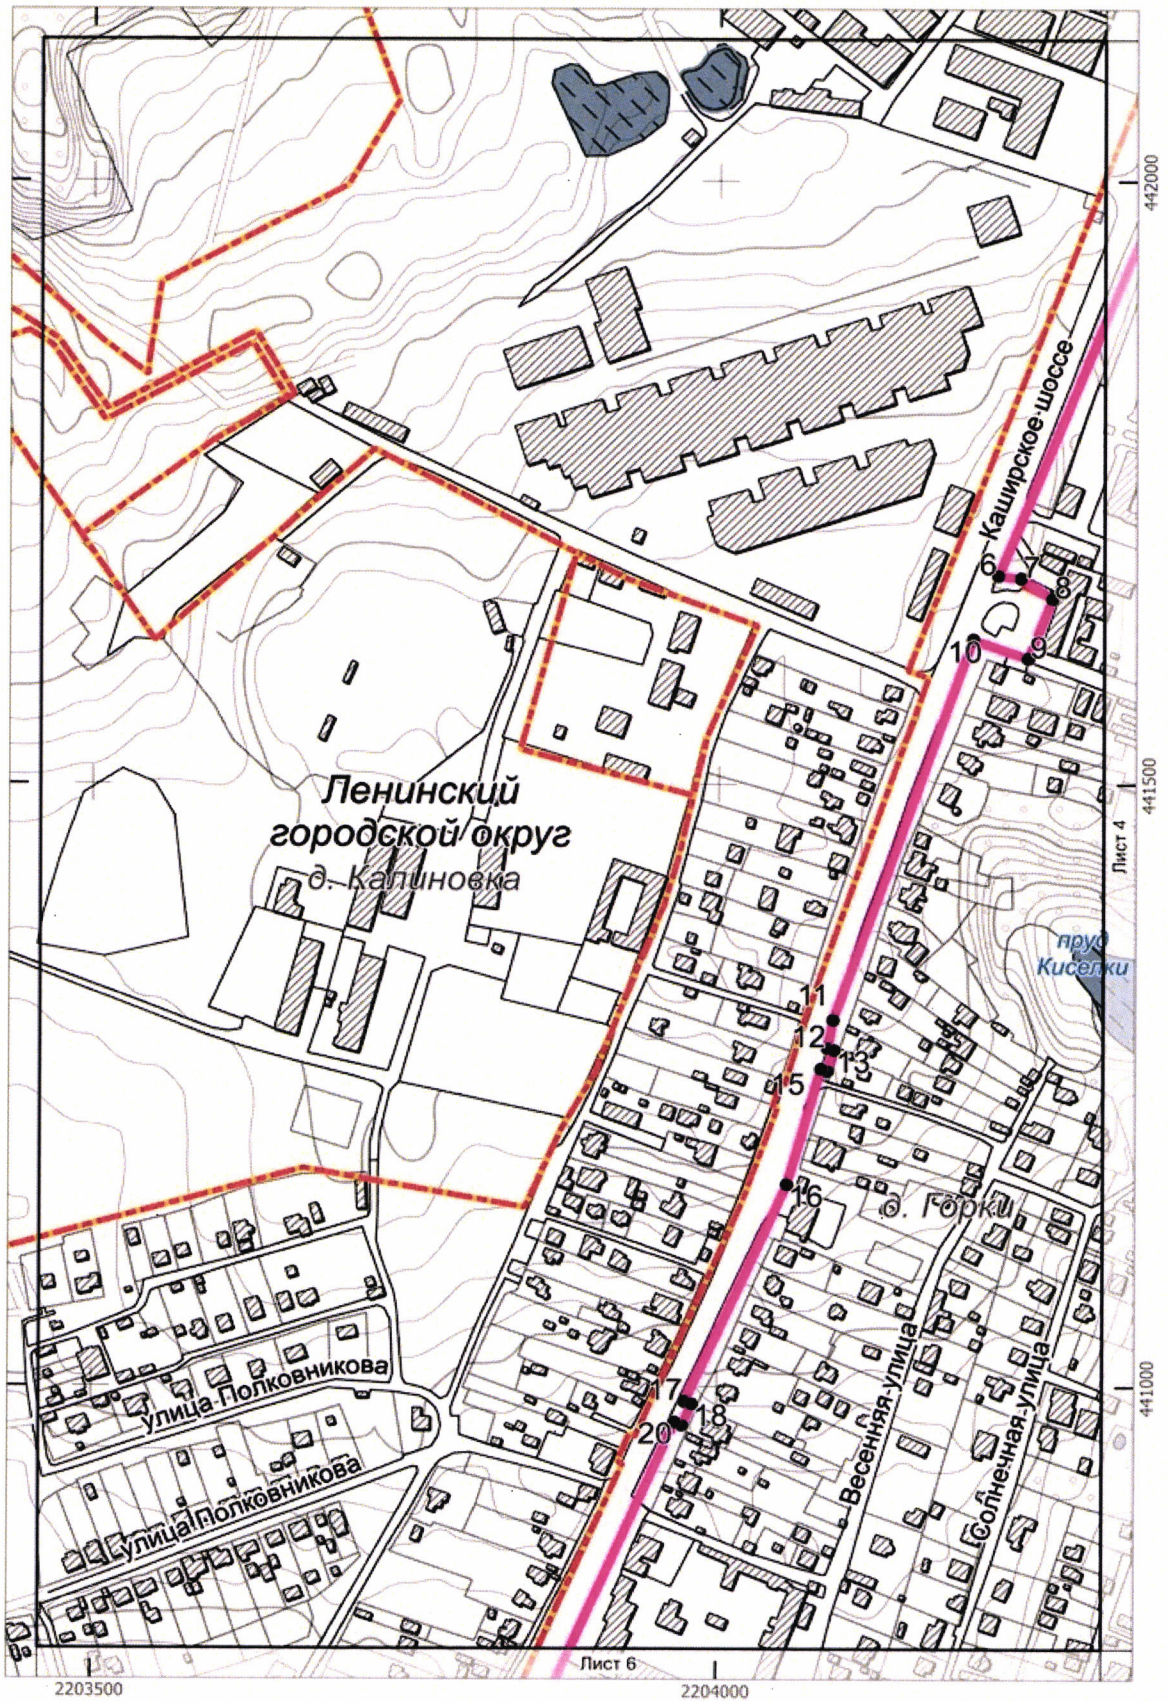 442000
Каширское шоссе
6
7
8
10
9
Ленинский
городской округ
д. Калиновка
441500
Лист 4
пруд
Киселки
11
12
13
15
16
д. Горки
17
18
20
улица Полковникова
улица Полковникова
Весенняя улица
Солнечная улица
441000
Лист 6
2203500
2204000